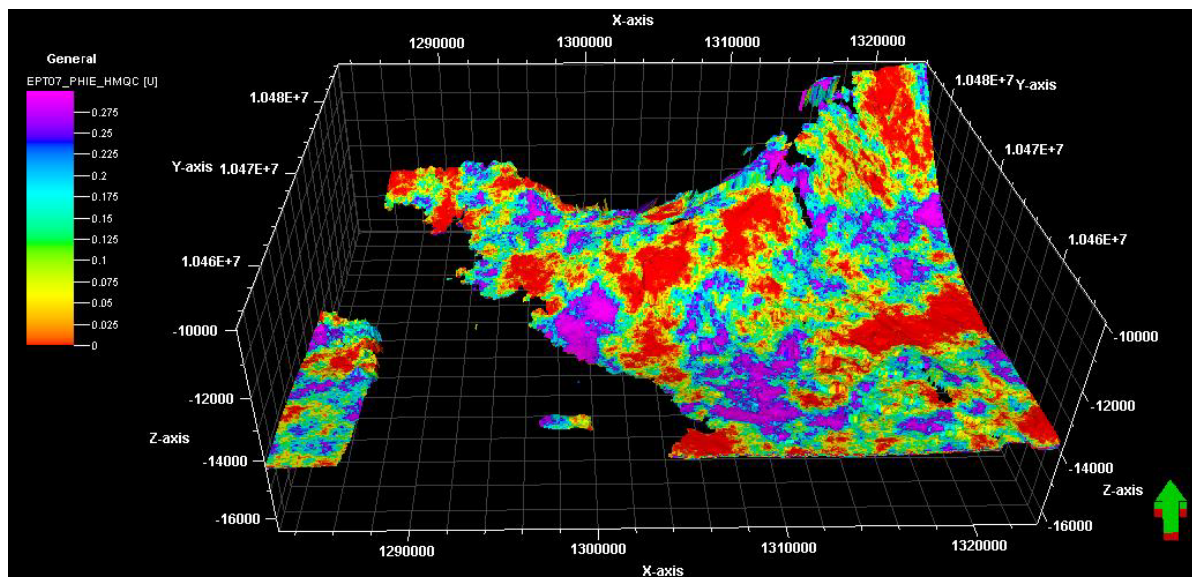 X-axis
1290000
1300000
1310000
1320000
General
EPT07_PHIE_HMQC [U]
0.275
0.25
0.225
0.2
0.175
0.15
0.125
0.1
0.075
0.05
0.025
0
1.048E+7
Y-axis
1.047E+7
1.046E+7
-10000
-12000
Z-axis
-14000
-16000
1.048E+7
Y-axis
1.047E+7
1.046E+7
-10000
-12000
-14000
Z-axis
-16000
1290000
1300000
1310000
1320000
X-axis